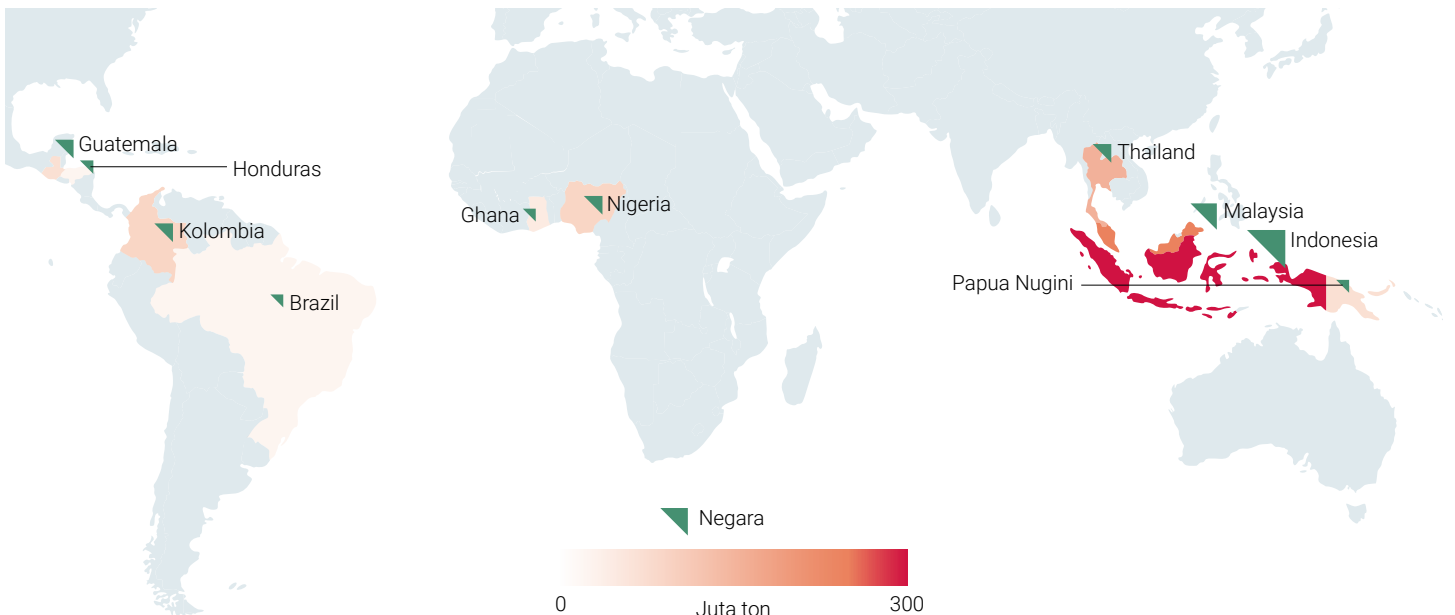 Guatemala
Honduras
Kolombia
Brazil
Ghana
Nigeria
Thailand
Malaysia
Indonesia
Papua Nugini
Negara
0
Juta ton
300